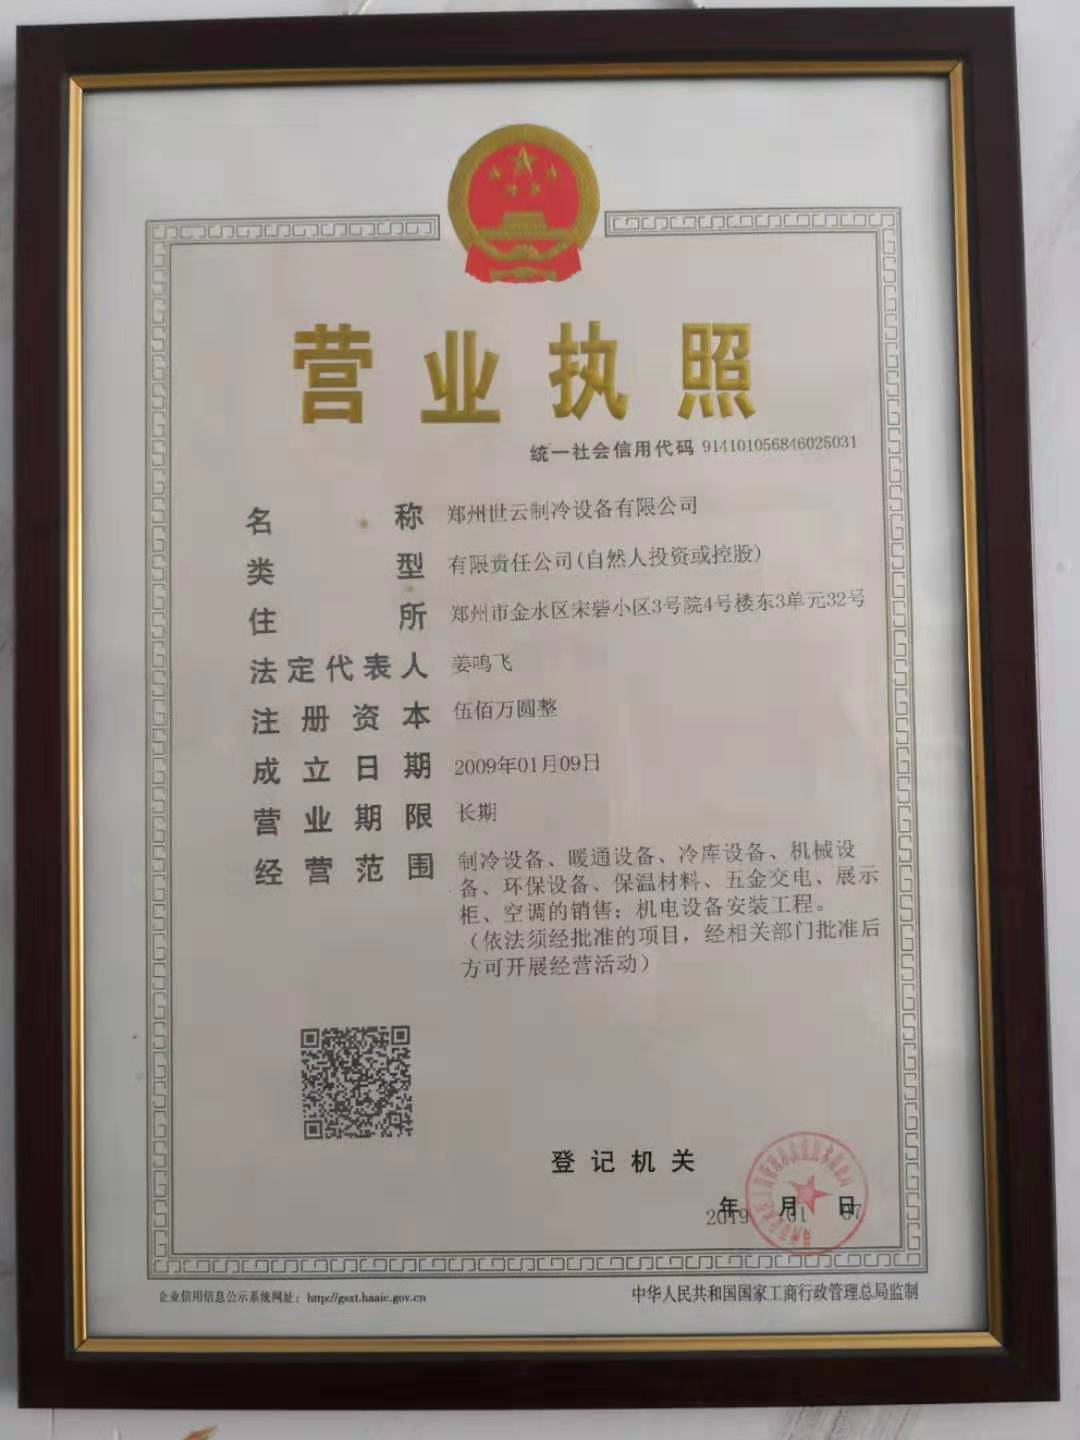 营业执照
统一社会信用代码 914101056846025031
名称 郑州世云制冷设备有限公司
类型 有限责任公司(自然人投资或控股)
住所 郑州市金水区宋砦小区3号院4号楼东3单元32号
法定代表人 姜鸣飞
注册资本 伍佰万圆整
成立日期 2009年01月09日
营业期限 长期
经营范围 制冷设备、暖通设备、冷库设备、机械设
备、环保设备、保温材料、五金交电、展示
柜、空调的销售；机电设备安装工程。
（依法须经批准的项目，经相关部门批准后
方可开展经营活动）
登记机关
2019年01月07日
企业信用信息公示系统网址：http://gsxt.haaic.gov.cn
中华人民共和国国家工商行政管理总局监制